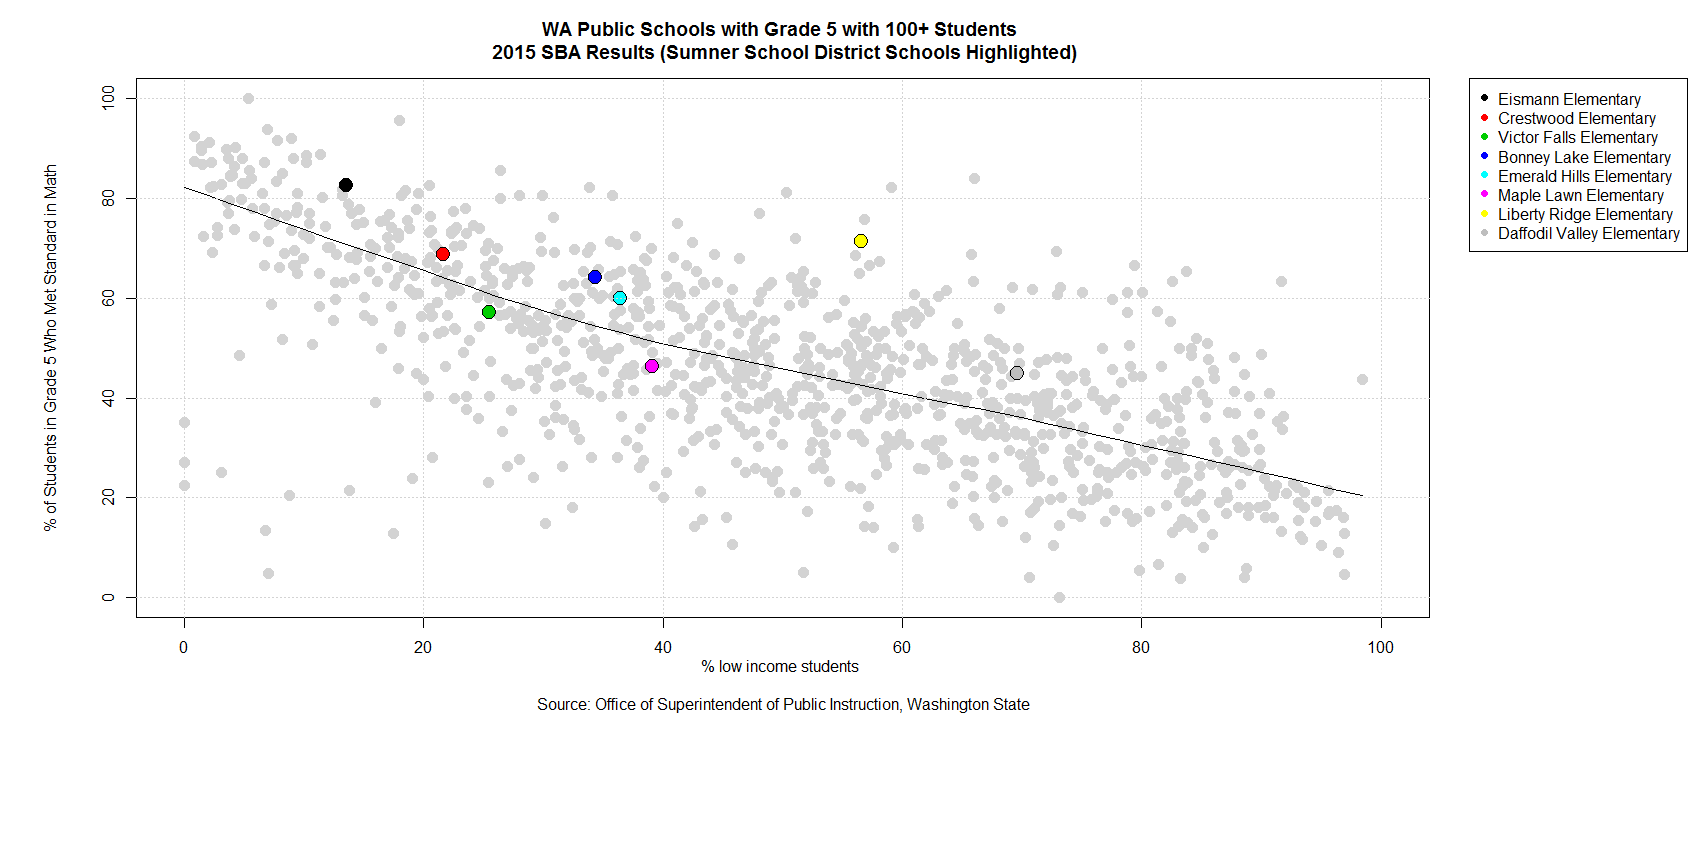 WA Public Schools with Grade 5 with 100+ Students
2015 SBA Results (Sumner School District Schools Highlighted)
% of Students in Grade 5 Who Met Standard in Math
100
80
60
40
20
0
0 20 40 60 80 100
% low income students
Source: Office of Superintendent of Public Instruction, Washington State
Eismann Elementary
Crestwood Elementary
Victor Falls Elementary
Bonney Lake Elementary
Emerald Hills Elementary
Maple Lawn Elementary
Liberty Ridge Elementary
Daffodil Valley Elementary